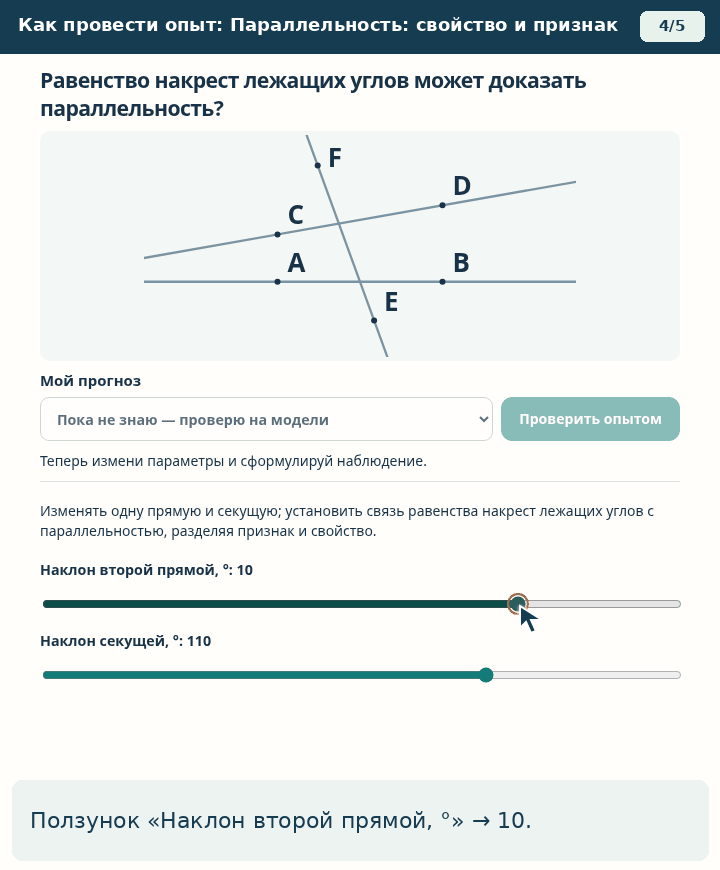 Как провести опыт: Параллельность: свойство и признак
4/5
Равенство накрест лежащих углов может доказать
параллельность?
F
D
C
A
B
E
Мой прогноз
Пока не знаю — проверю на модели
Проверить опытом
Теперь измени параметры и сформулируй наблюдение.
Изменять одну прямую и секущую; установить связь равенства накрест лежащих углов с
параллельностью, разделяя признак и свойство.
Наклон второй прямой, °: 10
Наклон секущей, °: 110
Ползунок «Наклон второй прямой, °» → 10.